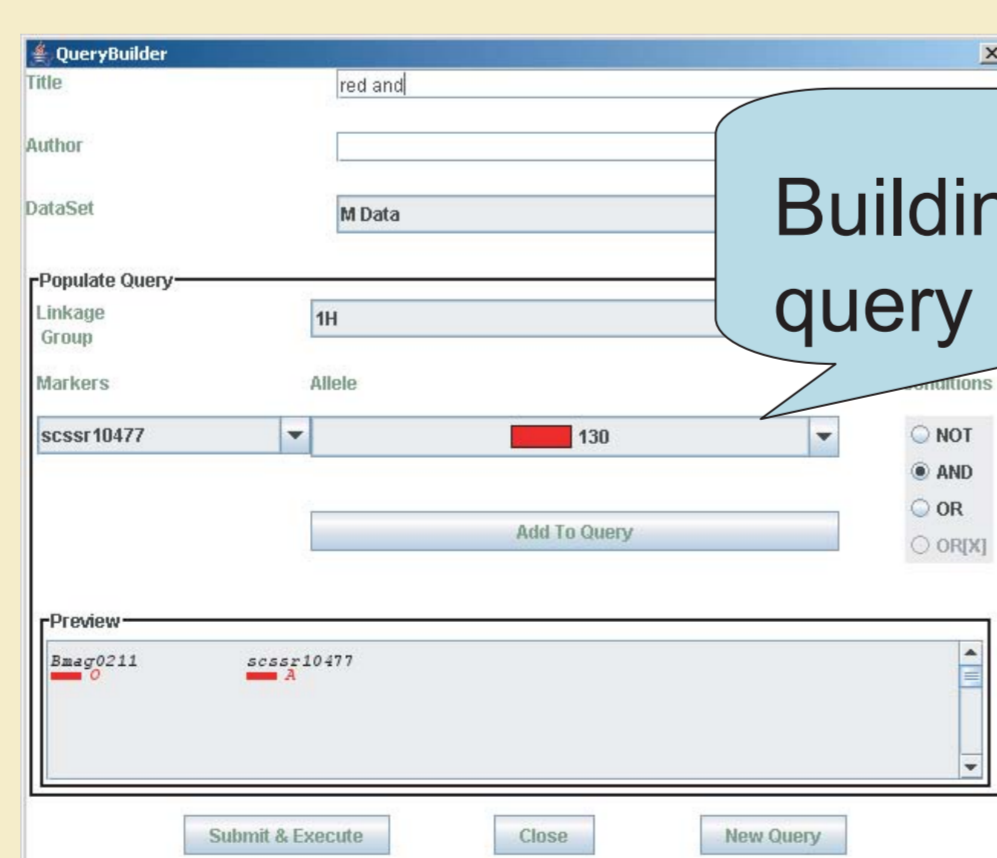 QueryBuilder
Title red and
Author
DataSet M Data
Populate Query
Linkage Group 1H
Markers Allele
scssr10477 130
NOT
AND
OR
OR[X]
Add To Query
Preview
Bmag0211 scssr10477
O A
Submit & Execute Close New Query
query